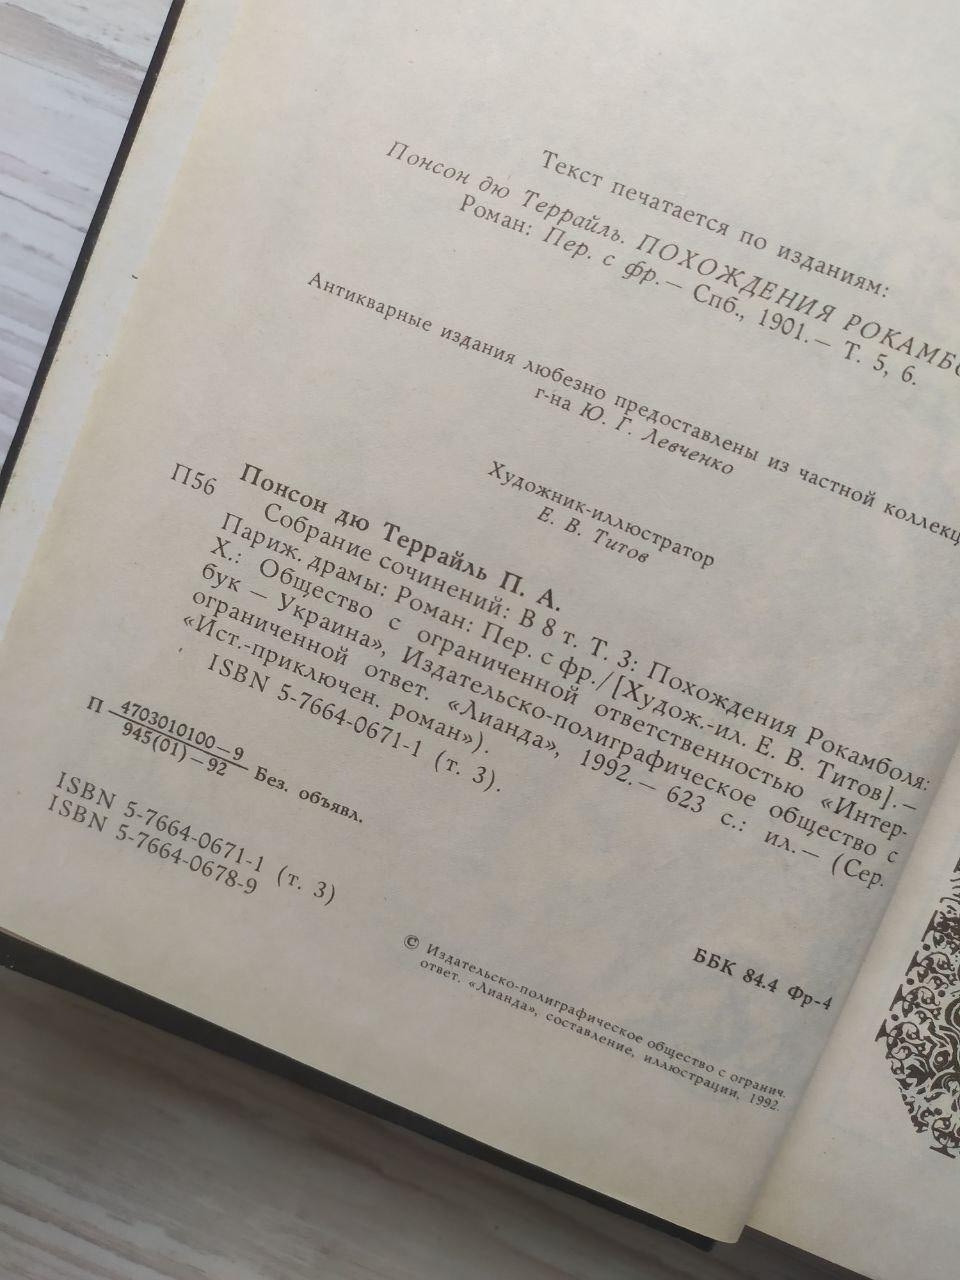 Текст печатается по изданиям:
Понсон дю Террайль. ПОХОЖДЕНИЯ
Роман: Пер. с фр.— Спб., 1901.— Т. 5, 6.
Антикварные издания любезно предоставлены из частной
г-на Ю. Г. Левченко
Художник-иллюстратор
Е. В. Титов
П56
Понсон дю Террайль П. А.
Собрание сочинений: В 8 т. Т. 3: Похождения Рокамболя:
Париж. драмы: Роман: Пер. с фр./[Худож.-ил. Е. В. Титов].—
Х.: Общество с ограниченной ответственностью «Интер-
бук — Украина», Издательско-полиграфическое общество с
ограниченной ответ. «Лианда», 1992.— 623 с.: ил.— (Сер.
«Ист.-приключен. роман»).
ISBN 5-7664-0671-1 (т. 3).
П 4703010100—9
945(01)—92 Без. объявл.
ББК 84.4 Фр-4
ISBN 5-7664-0671-1 (т. 3)
ISBN 5-7664-0678-9
© Издательско-полиграфическое общество с огранич.
ответ. «Лианда», составление, иллюстрации, 1992.